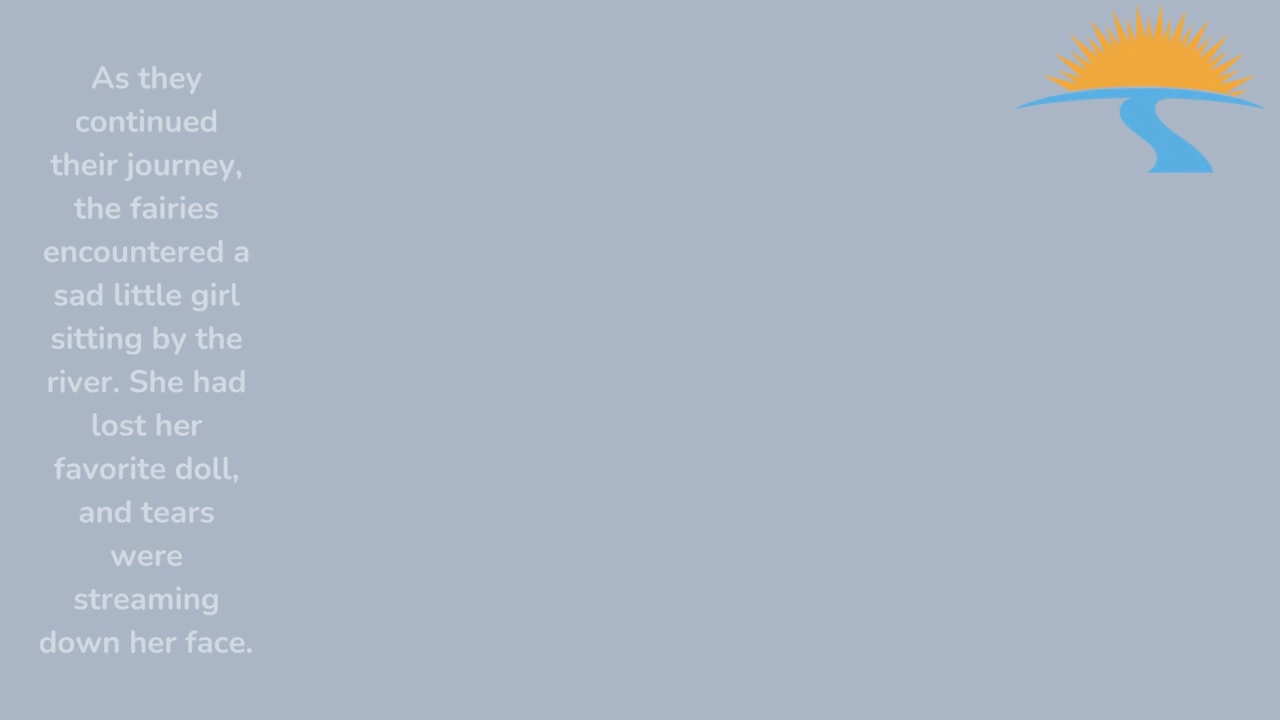 As they
continued
their journey,
the fairies
encountered a
sad little girl
sitting by the
river. She had
lost her
favorite doll,
and tears
were
streaming
down her face.